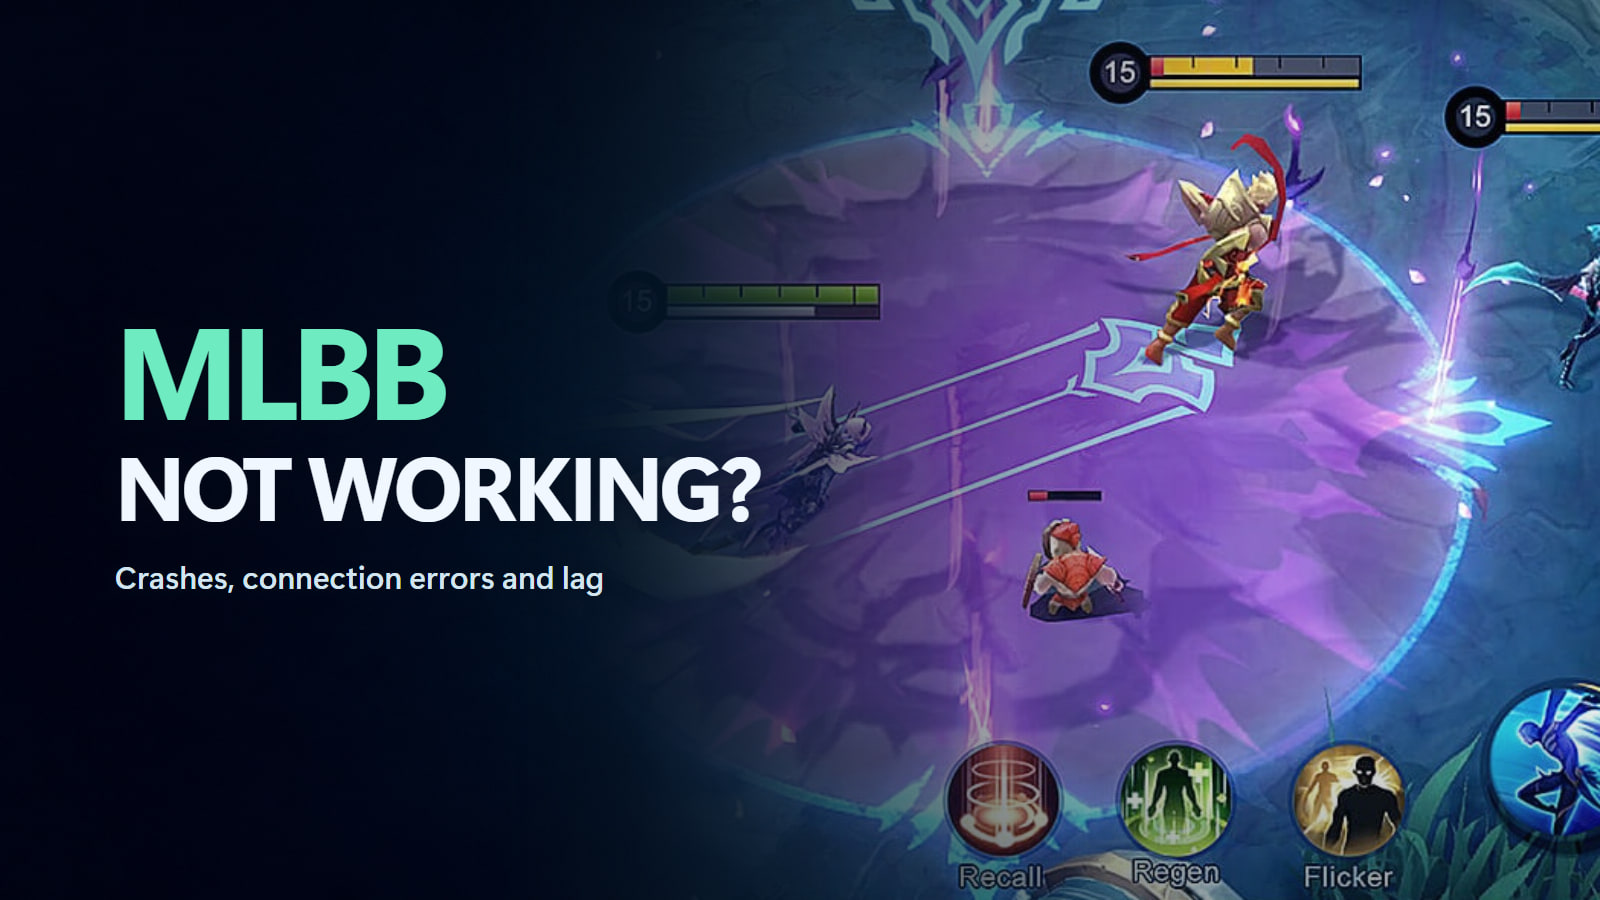 MLBB
NOT WORKING?
Crashes, connection errors and lag
15
15
15
Recall
Regen
Flicker